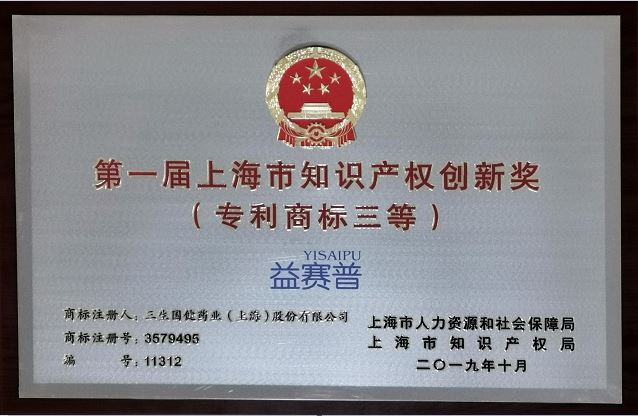 第一届上海市知识产权创新奖
（专利商标三等）
YISAIPU
益赛普
商标注册人：三生国健药业（上海）股份有限公司
商标注册号：3579495
编　　号：11312
上海市人力资源和社会保障局
上海市知识产权局
二〇一九年十月